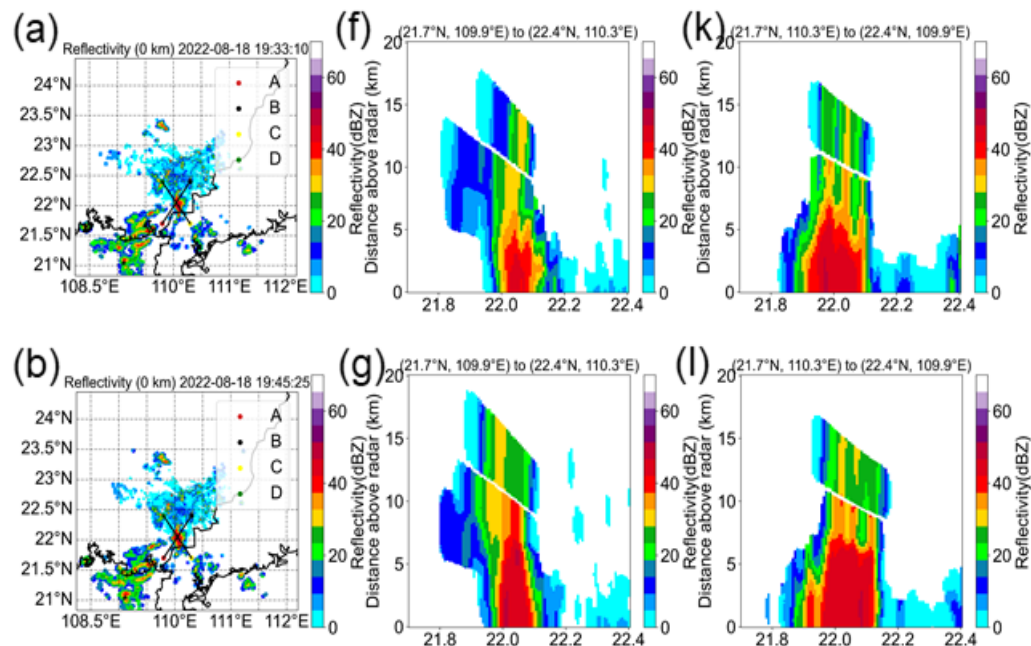 (a)
Reflectivity (0 km) 2022-08-18 19:33:10
24°N
23.5°N
23°N
22.5°N
22°N
21.5°N
21°N
108.5°E 110°E 111°E 112°E
A
B
C
D
60
40
20
0
Reflectivity(dBZ)
(f)
(21.7°N, 109.9°E) to (22.4°N, 110.3°E)
Distance above radar (km)
20
15
10
5
0
21.8 22.0 22.2 22.4
60
40
20
0
Reflectivity(dBZ)
(k)
(21.7°N, 110.3°E) to (22.4°N, 109.9°E)
Distance above radar (km)
20
15
10
5
0
21.8 22.0 22.2 22.4
60
40
20
0
Reflectivity (dBZ)
(b)
Reflectivity (0 km) 2022-08-18 19:45:25
24°N
23.5°N
23°N
22.5°N
22°N
21.5°N
21°N
108.5°E 110°E 111°E 112°E
A
B
C
D
60
40
20
0
Reflectivity(dBZ)
(g)
(21.7°N, 109.9°E) to (22.4°N, 110.3°E)
Distance above radar (km)
20
15
10
5
0
21.8 22.0 22.2 22.4
60
40
20
0
Reflectivity(dBZ)
(l)
(21.7°N, 110.3°E) to (22.4°N, 109.9°E)
Distance above radar (km)
20
15
10
5
0
21.8 22.0 22.2 22.4
60
40
20
0
Reflectivity (dBZ)